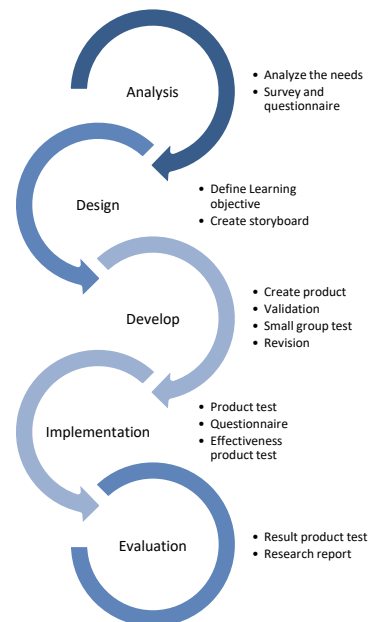 Analysis
• Analyze the needs
• Survey and
questionnaire
Design
• Define Learning
objective
• Create storyboard
Develop
• Create product
• Validation
• Small group test
• Revision
Implementation
• Product test
• Questionnaire
• Effectiveness
product test
Evaluation
• Result product test
• Research report